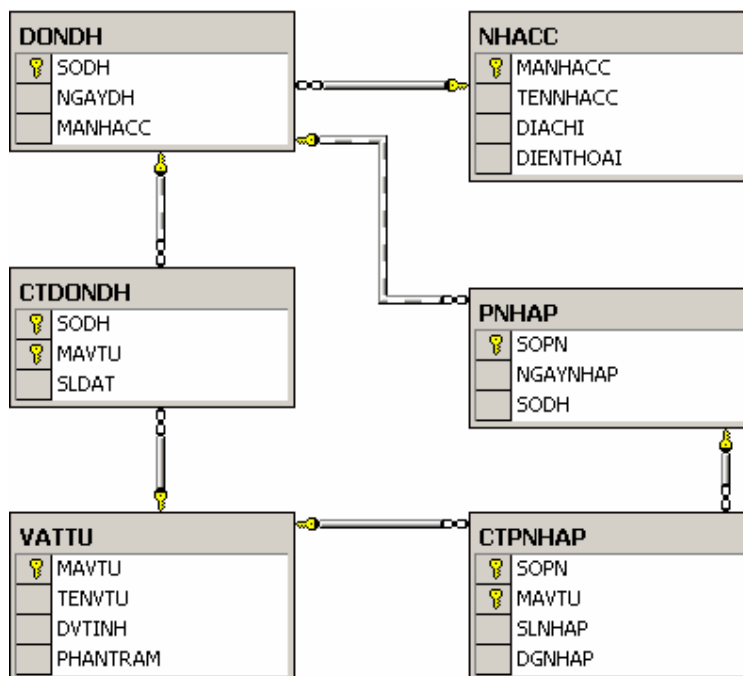 DONDH
SODH
NGAYDH
MANHACC
NHACC
MANHACC
TENNHACC
DIACHI
DIENTHOAI
CTDONDH
SODH
MAVTU
SLDAT
PNHAP
SOPN
NGAYNHAP
SODH
VATTU
MAVTU
TENVTU
DVTINH
PHANTRAM
CTPNHAP
SOPN
MAVTU
SLNHAP
DGNHAP